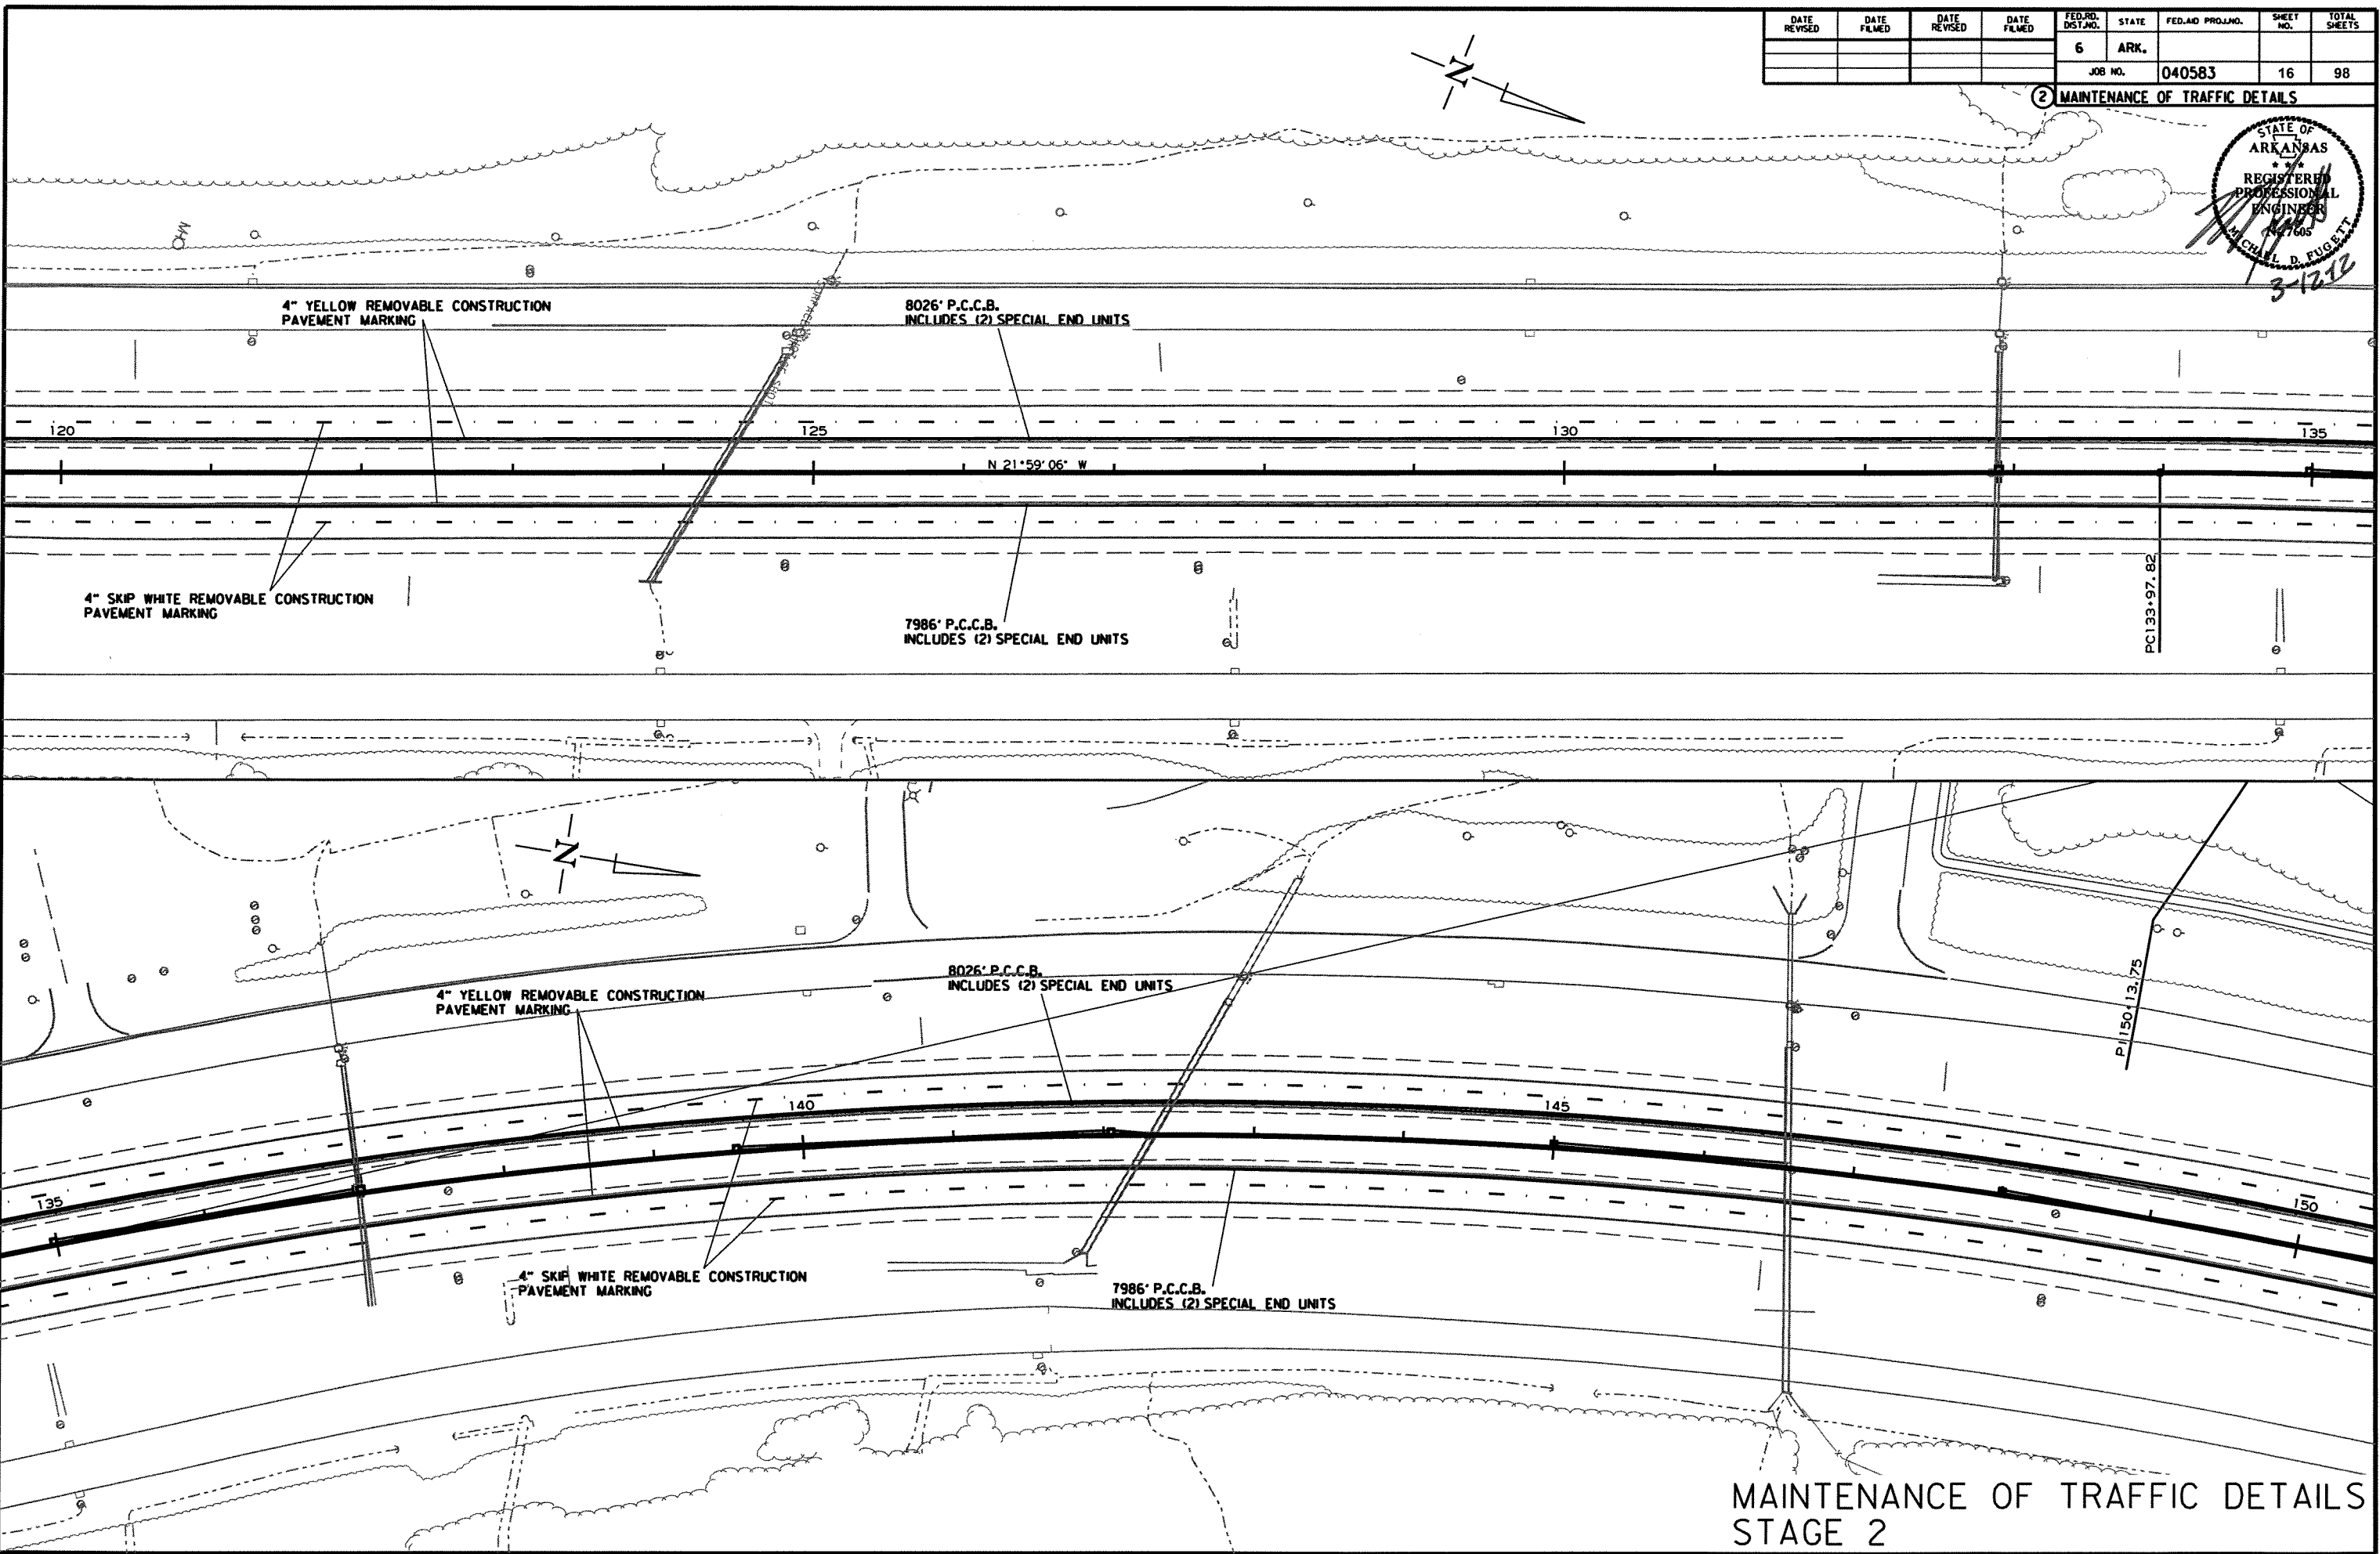 DATE REVISED
DATE FILMED
DATE REVISED
DATE FILMED
FED.RD. DIST.NO.
STATE
FED.AID PROJ.NO.
SHEET NO.
TOTAL SHEETS
6
ARK.
JOB NO.
040583
16
98
2 MAINTENANCE OF TRAFFIC DETAILS
STATE OF
ARKANSAS
★ ★ ★
REGISTERED
PROFESSIONAL
ENGINEER
No. 7605
MICHAEL D. FUGETT
3-12-12
N
4" YELLOW REMOVABLE CONSTRUCTION
PAVEMENT MARKING
8026' P.C.C.B.
INCLUDES (2) SPECIAL END UNITS
120
125
130
135
N 21°59'06" W
4" SKIP WHITE REMOVABLE CONSTRUCTION
PAVEMENT MARKING
7986' P.C.C.B.
INCLUDES (2) SPECIAL END UNITS
PC133+97.82
N
8026' P.C.C.B.
INCLUDES (2) SPECIAL END UNITS
4" YELLOW REMOVABLE CONSTRUCTION
PAVEMENT MARKING
PI150+13.75
135
140
145
150
4" SKIP WHITE REMOVABLE CONSTRUCTION
PAVEMENT MARKING
7986' P.C.C.B.
INCLUDES (2) SPECIAL END UNITS
MAINTENANCE OF TRAFFIC DETAILS
STAGE 2